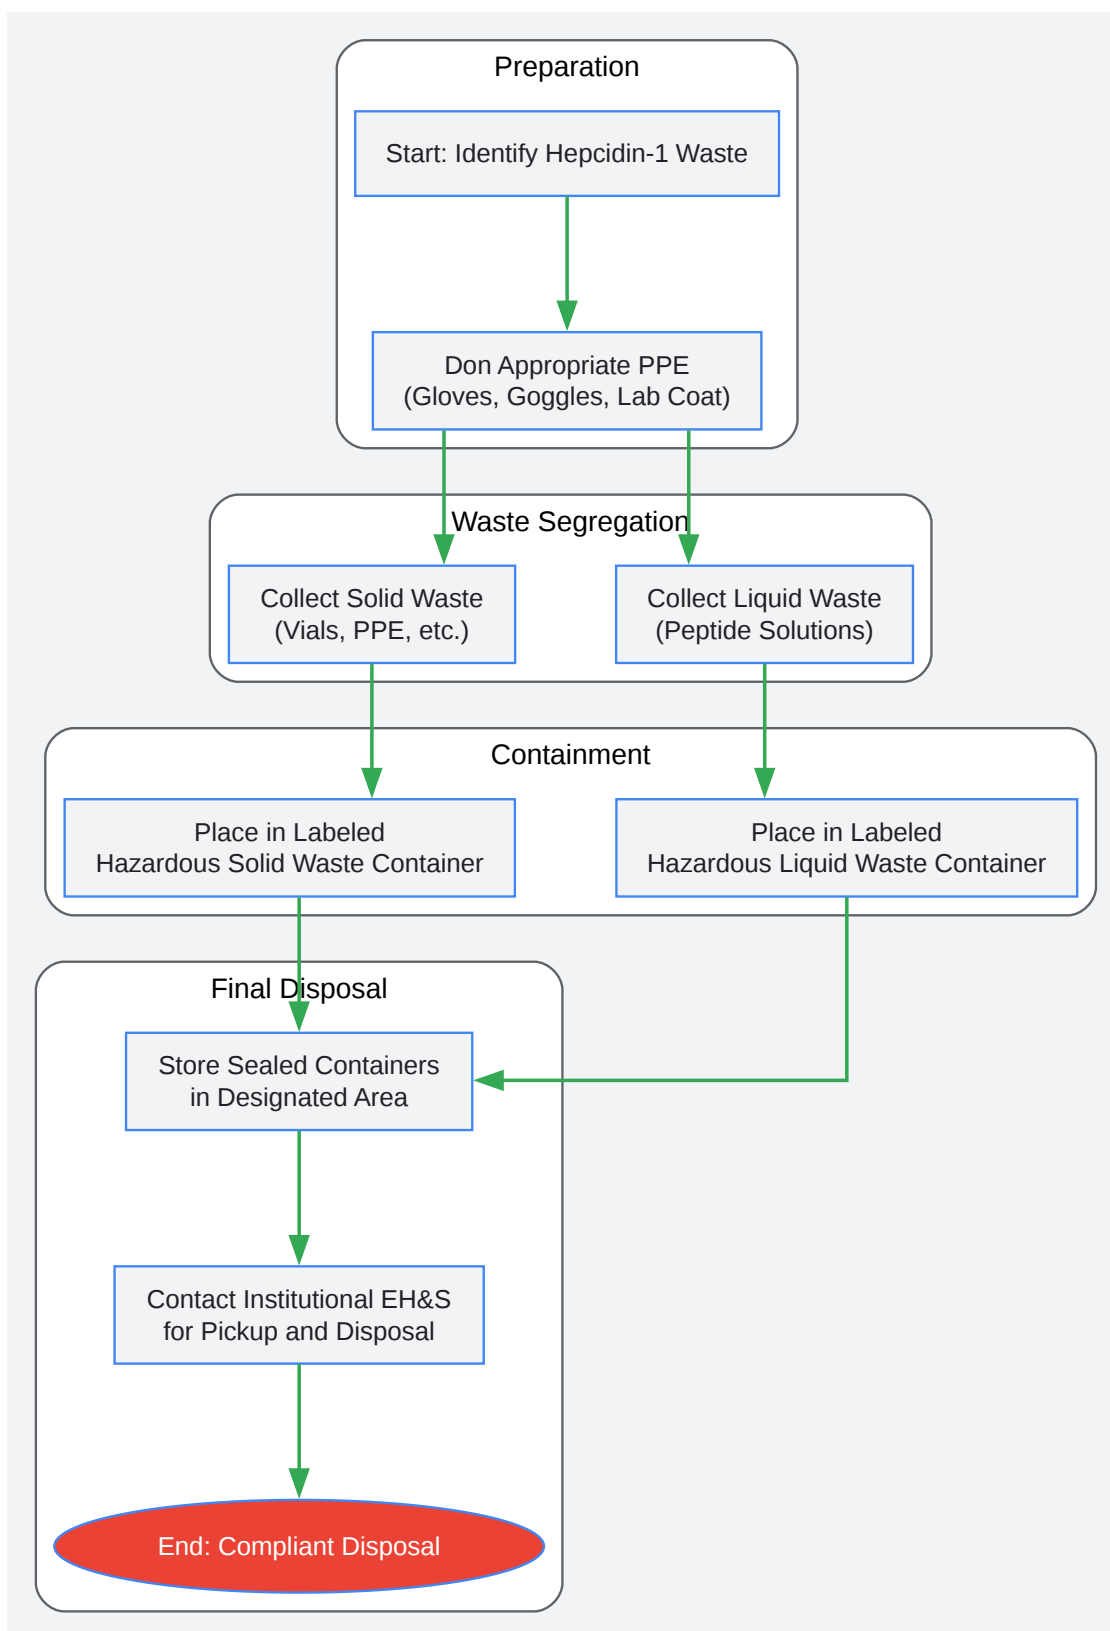 Preparation
Start: Identify Hepcidin-1 Waste
Don Appropriate PPE
(Gloves, Goggles, Lab Coat)
Waste Segregation
Collect Solid Waste
(Vials, PPE, etc.)
Collect Liquid Waste
(Peptide Solutions)
Containment
Place in Labeled
Hazardous Solid Waste Container
Place in Labeled
Hazardous Liquid Waste Container
Final Disposal
Store Sealed Containers
in Designated Area
Contact Institutional EH&S
for Pickup and Disposal
End: Compliant Disposal